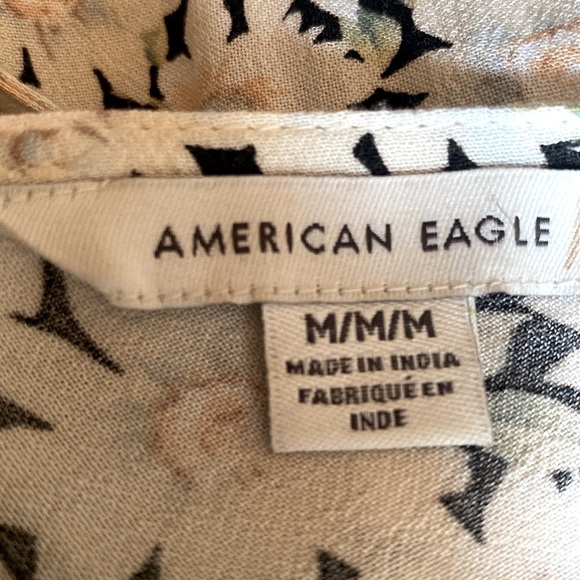 AMERICAN EAGLE
M/M/M
MADE IN INDIA
FABRIQUÉ EN
INDE